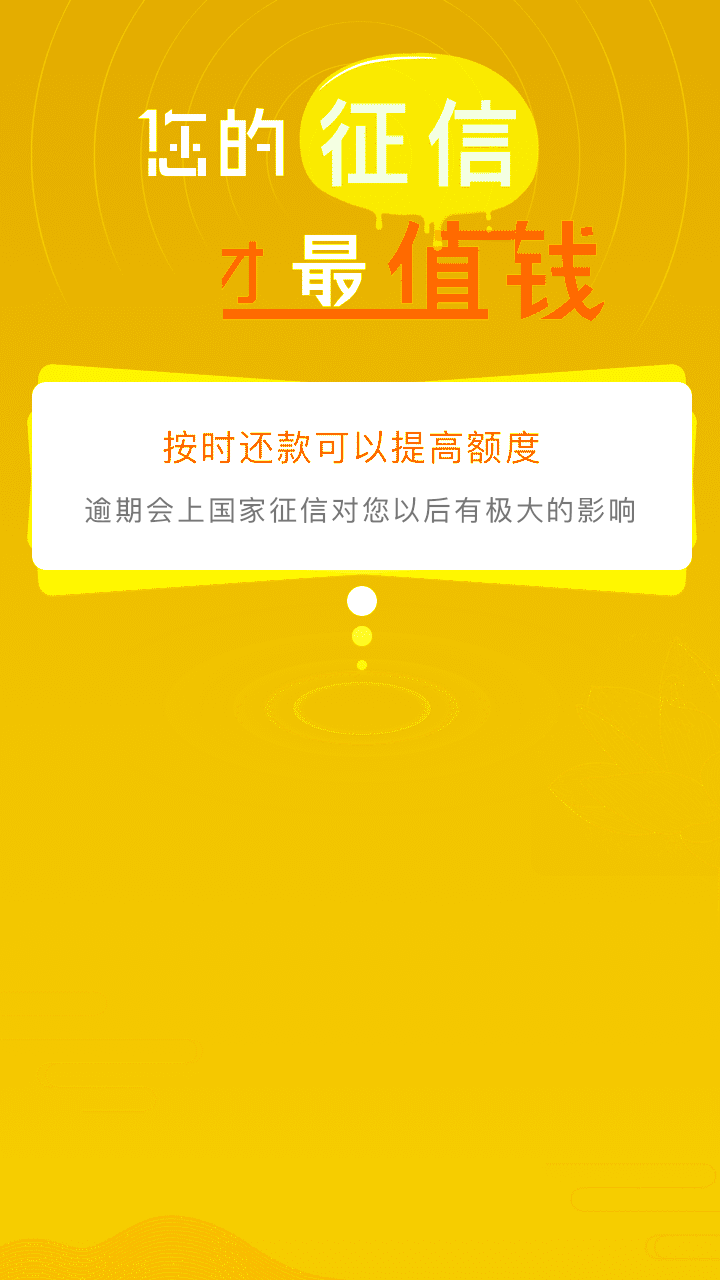 您的征信
才最值钱
按时还款可以提高额度
逾期会上国家征信对您以后有极大的影响